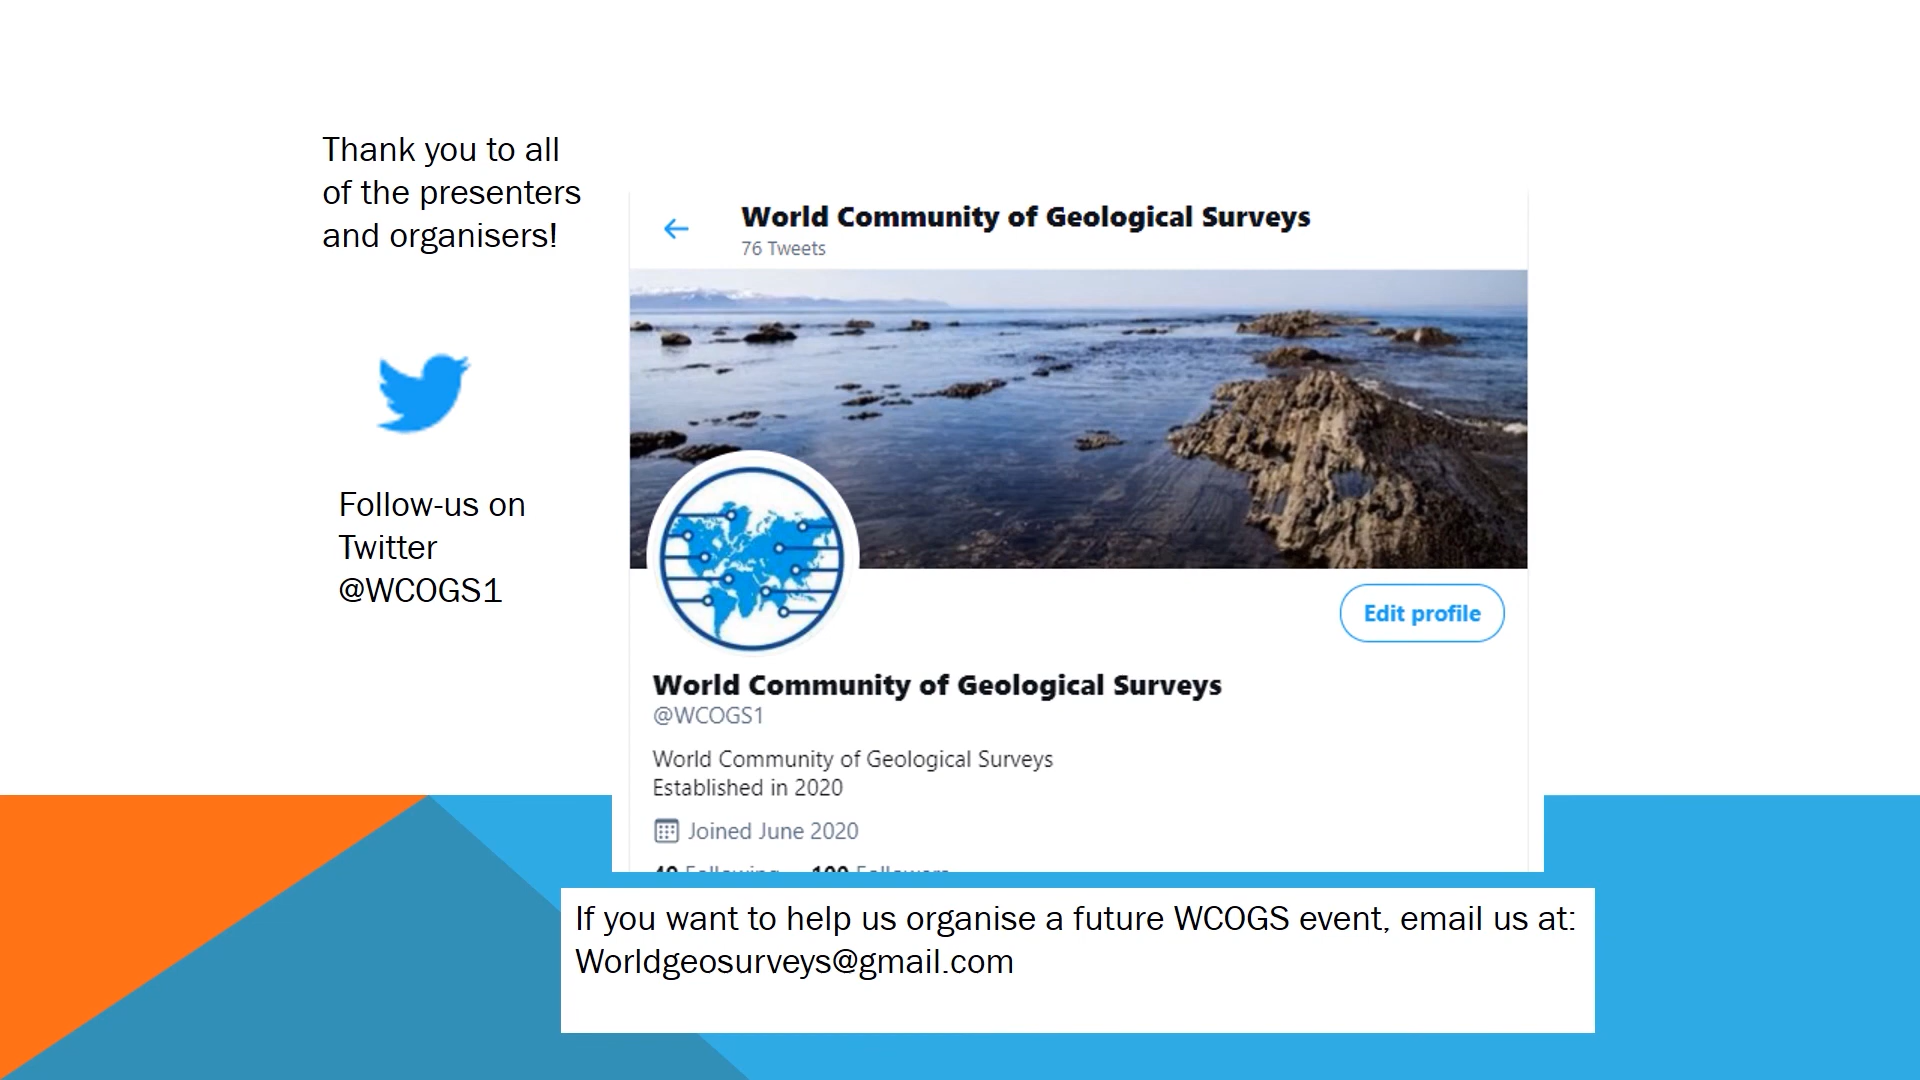 Thank you to all
of the presenters
and organisers!
Follow-us on
Twitter
@WCOGS1
World Community of Geological Surveys
76 Tweets
Edit profile
World Community of Geological Surveys
@WCOGS1
World Community of Geological Surveys
Established in 2020
Joined June 2020
Following Followers
If you want to help us organise a future WCOGS event, email us at:
Worldgeosurveys@gmail.com